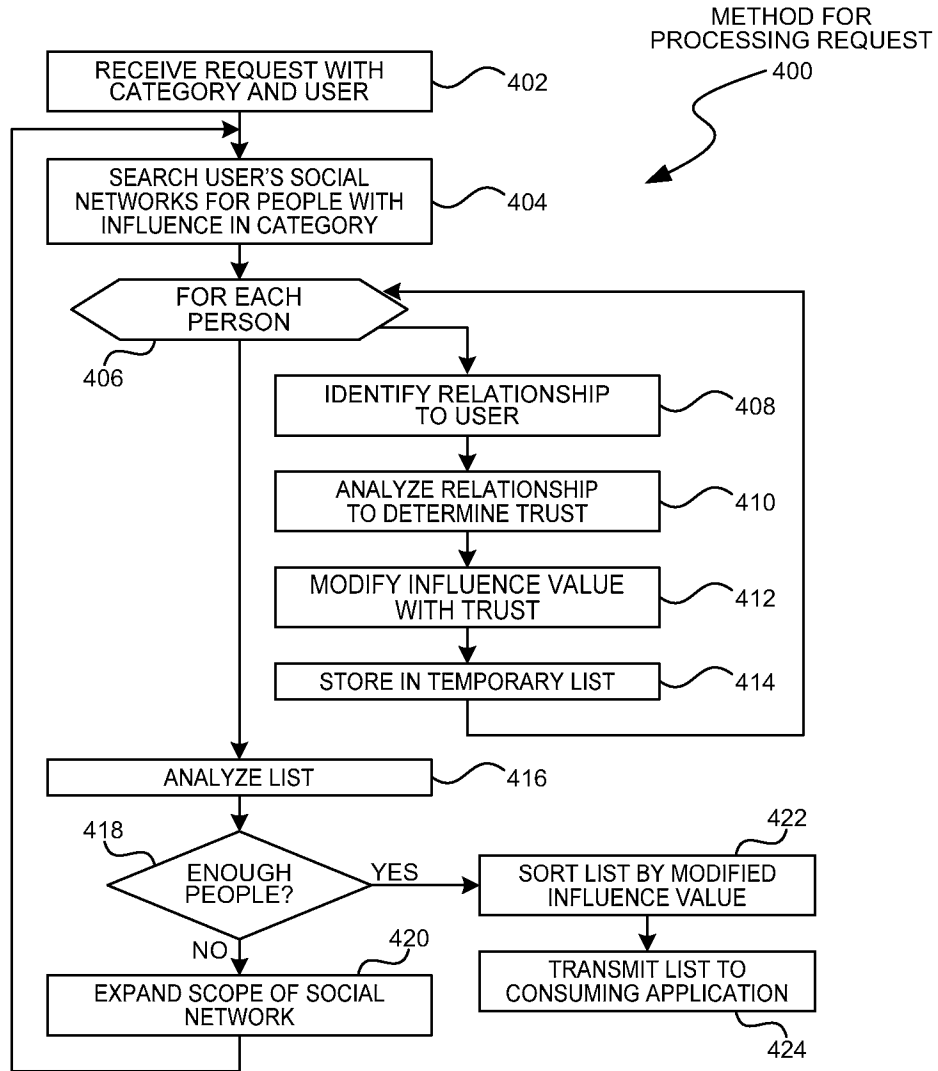 METHOD FOR
PROCESSING REQUEST
400
RECEIVE REQUEST WITH
CATEGORY AND USER
402
SEARCH USER'S SOCIAL
NETWORKS FOR PEOPLE WITH
INFLUENCE IN CATEGORY
404
FOR EACH
PERSON
406
IDENTIFY RELATIONSHIP
TO USER
408
ANALYZE RELATIONSHIP
TO DETERMINE TRUST
410
MODIFY INFLUENCE VALUE
WITH TRUST
412
STORE IN TEMPORARY LIST
414
ANALYZE LIST
416
418
ENOUGH
PEOPLE?
YES
NO
420
EXPAND SCOPE OF SOCIAL
NETWORK
422
SORT LIST BY MODIFIED
INFLUENCE VALUE
TRANSMIT LIST TO
CONSUMING APPLICATION
424